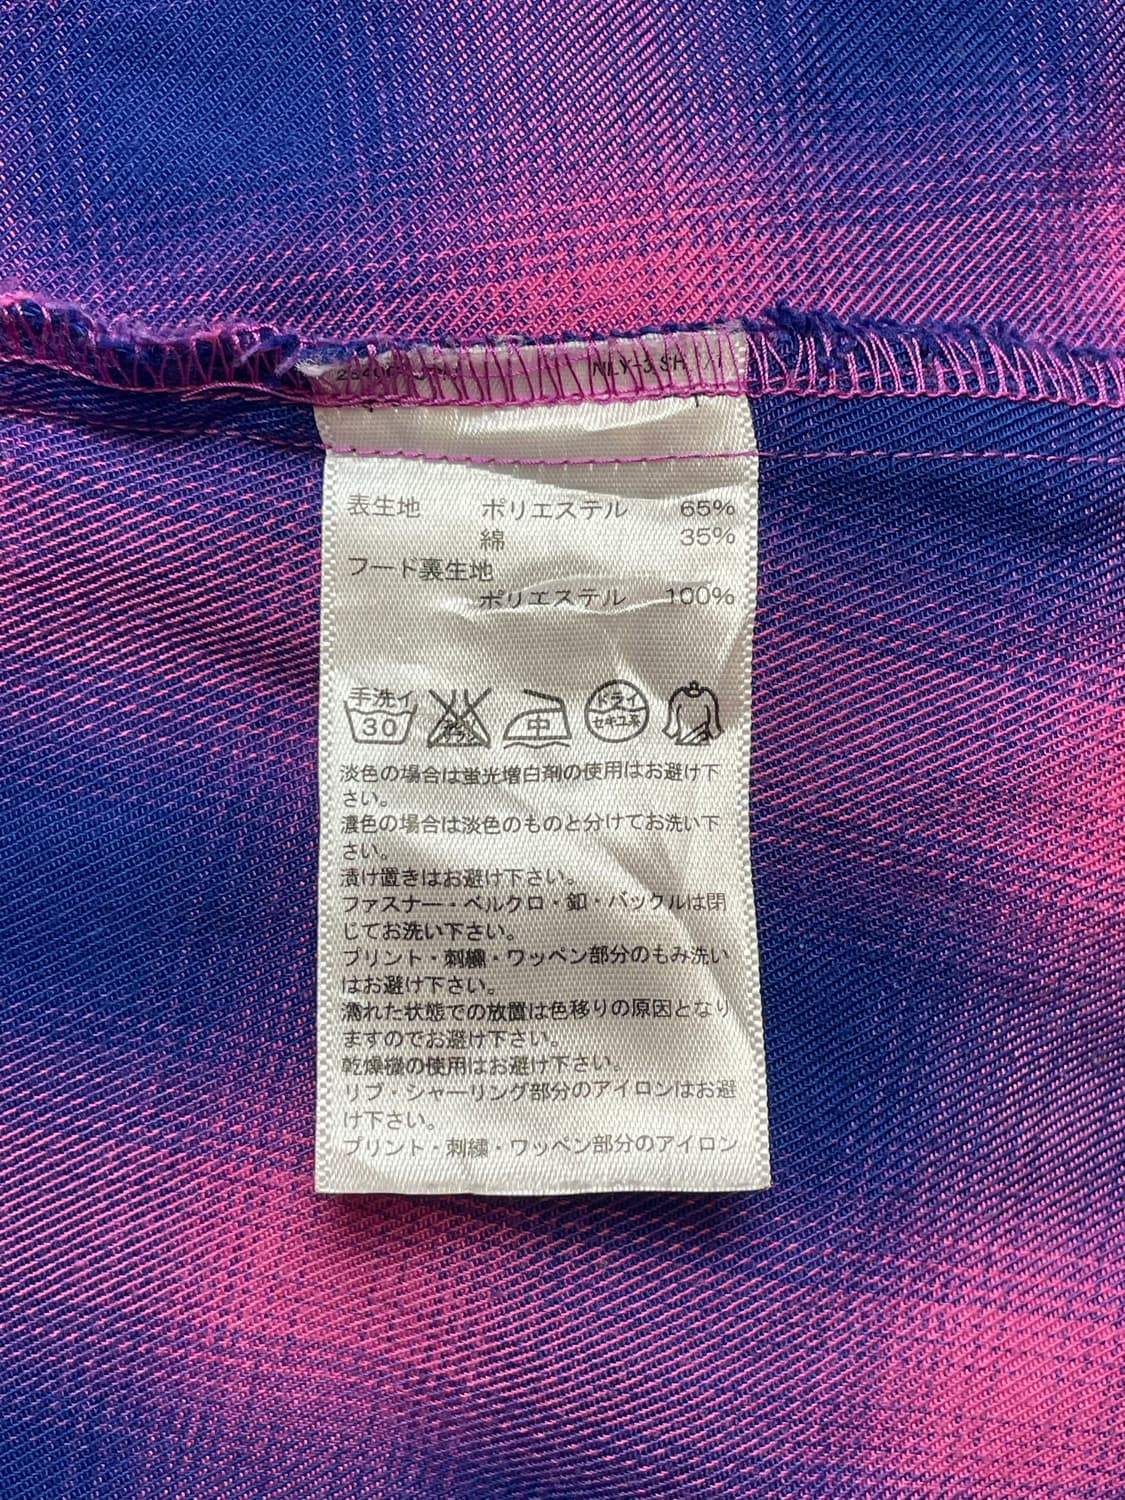 NLY-3 SH
表生地 ポリエステル 65%
綿 35%
フード裏生地
ポリエステル 100%
手洗イ
30
エンソサラシ
中
ドライ
セキユ系
淡色の場合は蛍光増白剤の使用はお避け下
さい。
濃色の場合は淡色のものと分けてお洗い下
さい。
漬け置きはお避け下さい。
ファスナー・ベルクロ・釦・バックルは閉
じてお洗い下さい。
プリント・刺繍・ワッペン部分のもみ洗い
はお避け下さい。
濡れた状態での放置は色移りの原因となり
ますのでお避け下さい。
乾燥機の使用はお避け下さい。
リブ・シャーリング部分のアイロンはお避
け下さい。
プリント・刺繍・ワッペン部分のアイロン